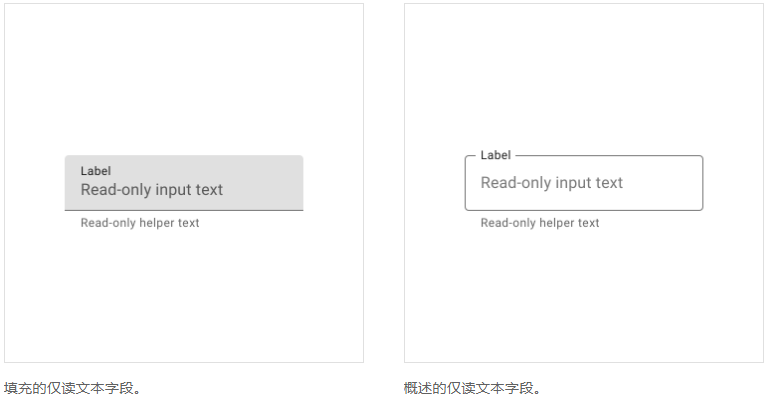 Label
Read-only input text
Read-only helper text
填充的仅读文本字段。
Label
Read-only input text
Read-only helper text
概述的仅读文本字段。